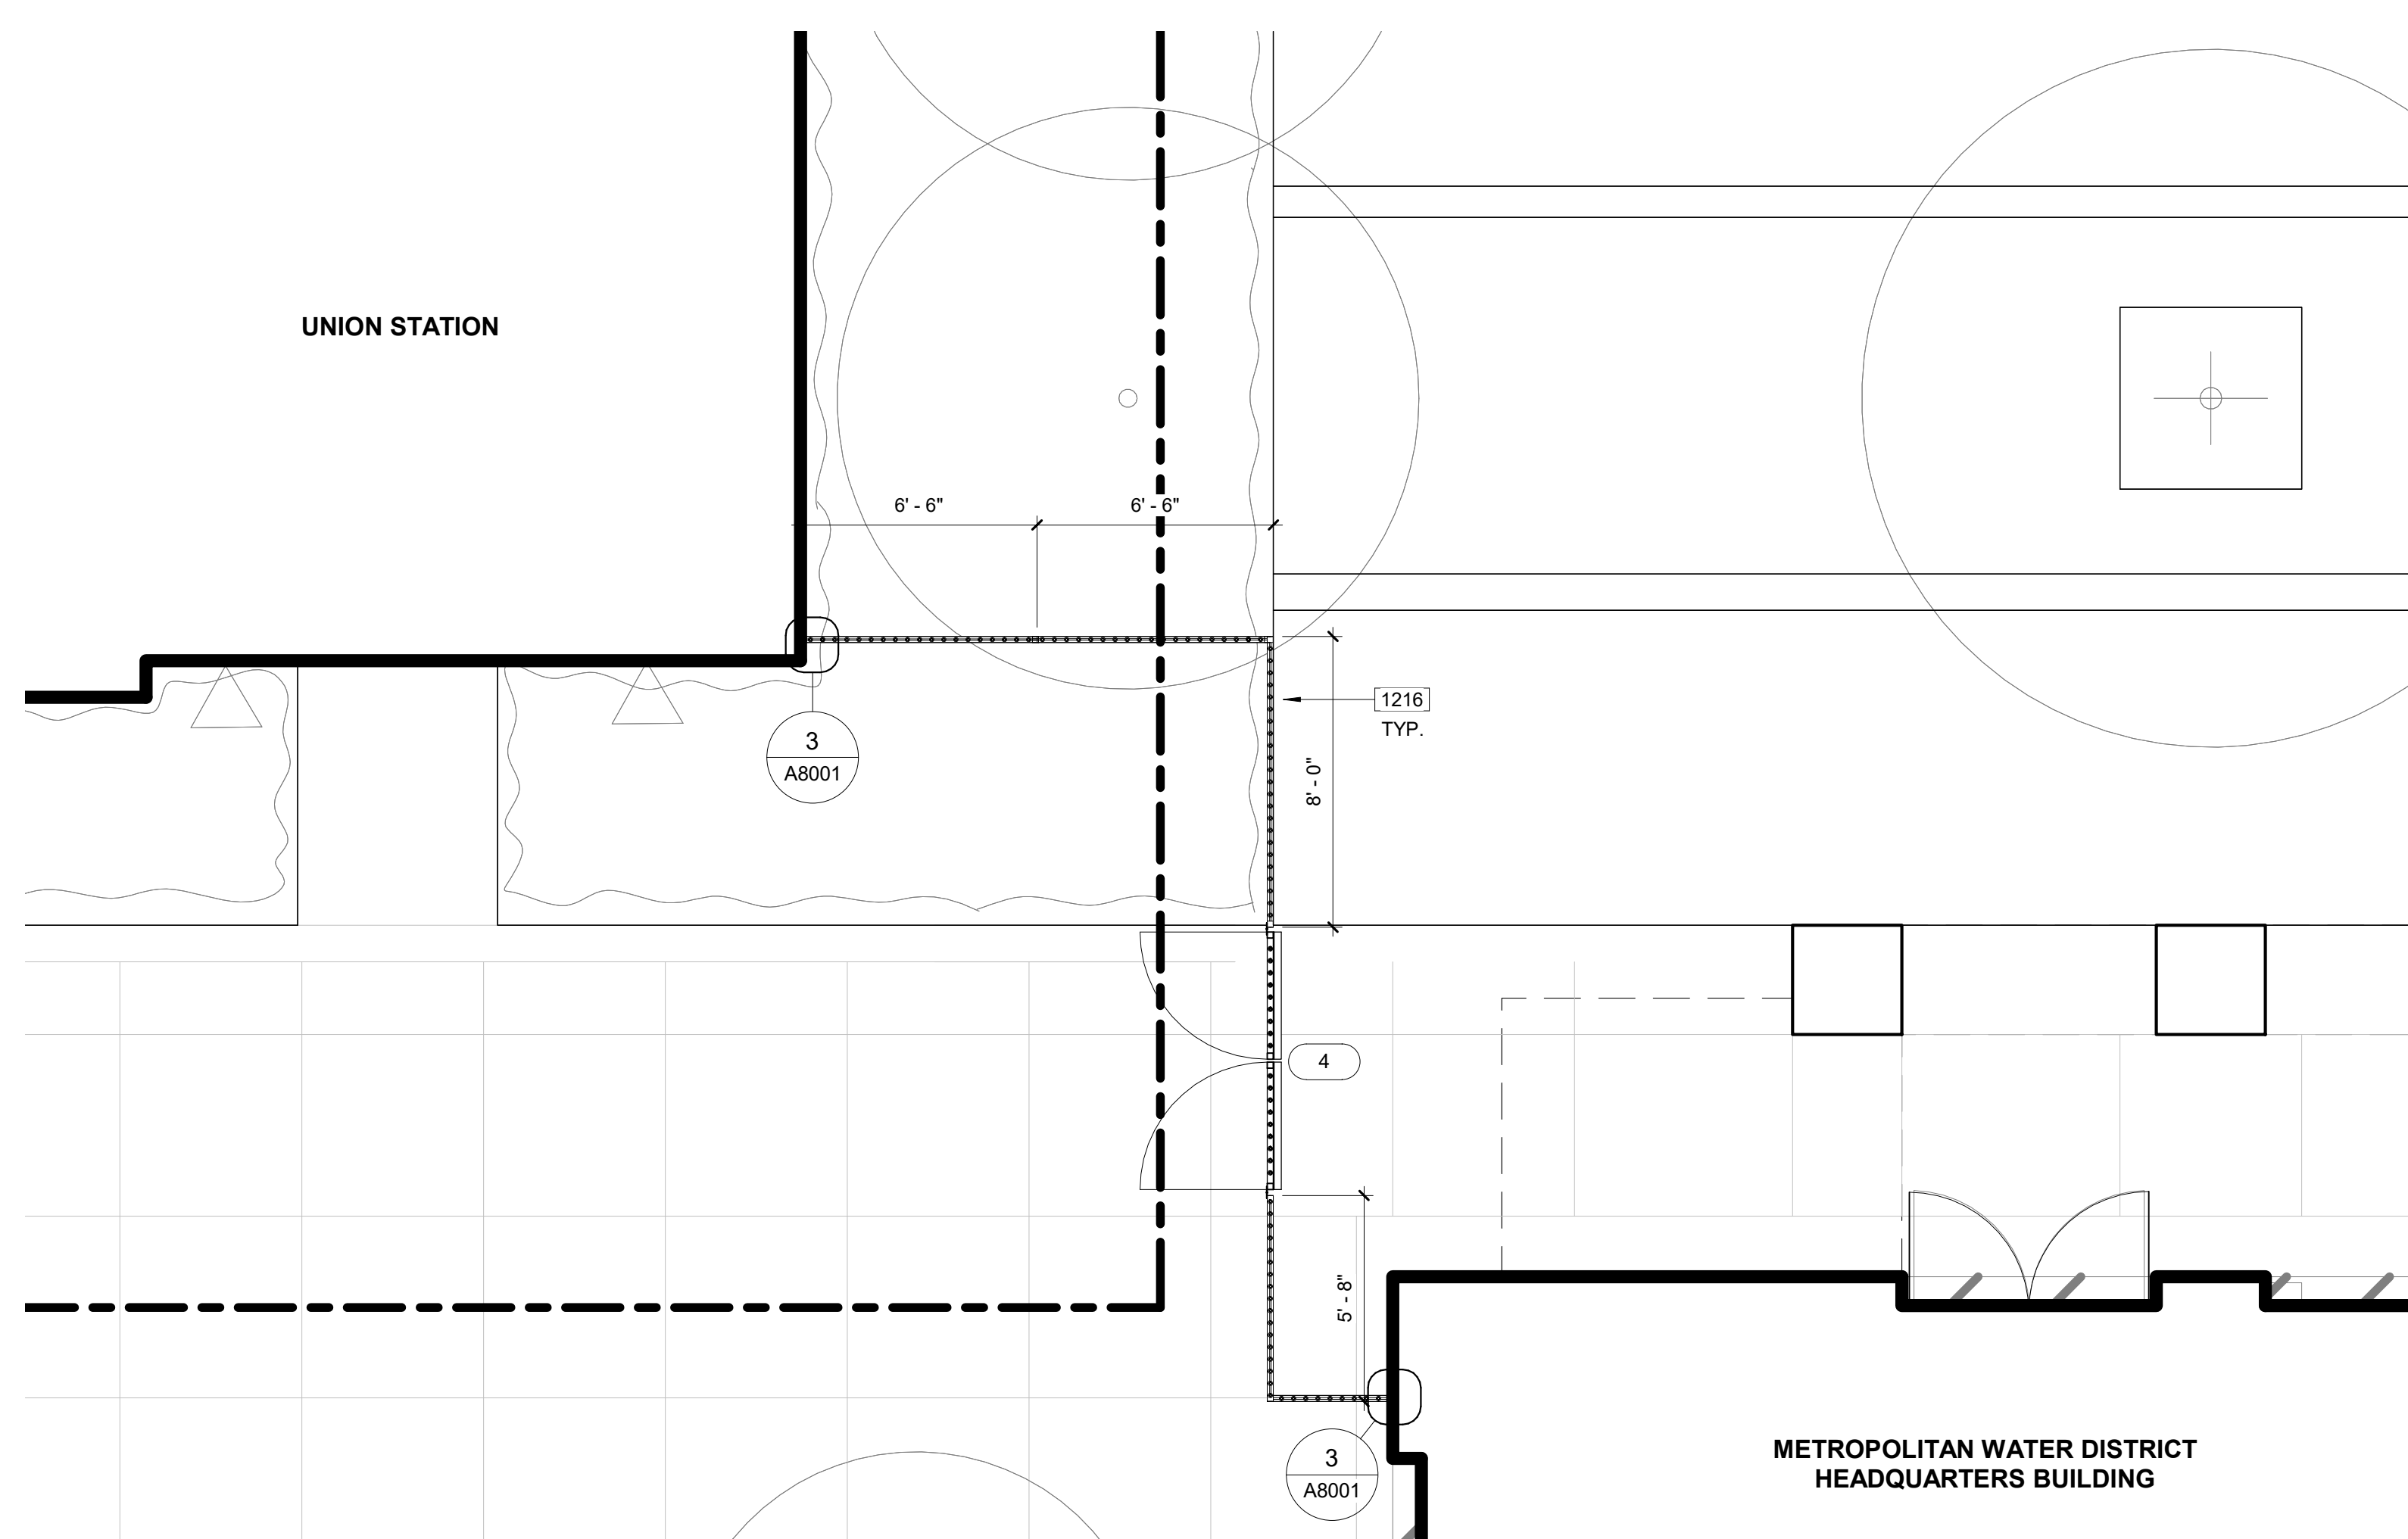 UNION STATION
6' - 6"
6' - 6"
1216
TYP.
3
A8001
8' - 0"
4
5' - 8"
3
A8001
METROPOLITAN WATER DISTRICT
HEADQUARTERS BUILDING